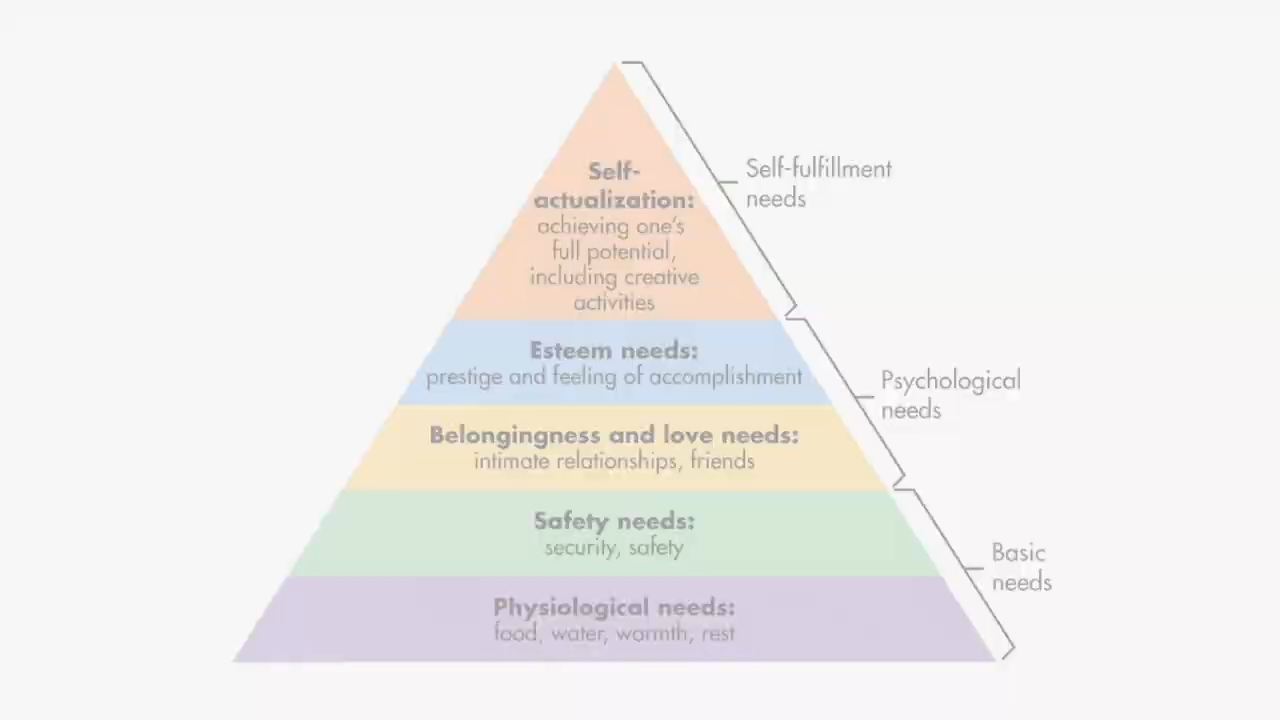 Self-
actualization:
achieving one's
full potential,
including creative
activities
Self-fulfillment
needs
Esteem needs:
prestige and feeling of accomplishment
Psychological
needs
Belongingness and love needs:
intimate relationships, friends
Safety needs:
security, safety
Basic
needs
Physiological needs:
food, water, warmth, rest